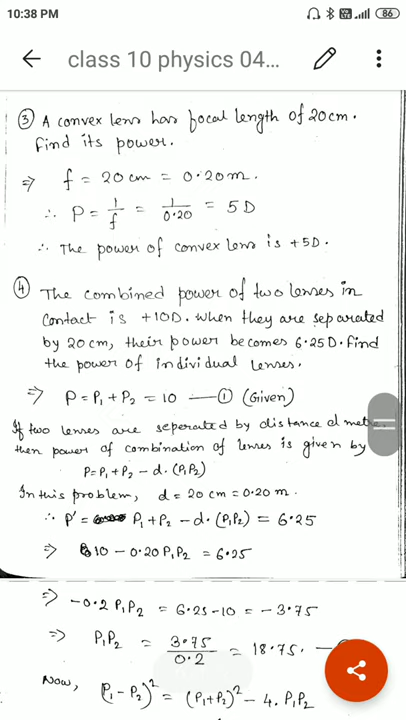 10:38 PM 86
class 10 physics 04...
③ A convex lens has focal length of 20cm.
find its power.
⇒ f = 20 cm = 0.20m.
∴ P = 1/f = 1/0.20 = 5 D
∴ The power of convex lens is +5D.
④ The combined power of two lenses in
contact is +10D. when they are separated
by 20cm, their power becomes 6.25D. find
the power of individual lenses.
⇒ P = P₁ + P₂ = 10 —① (Given)
If two lenses are seperated by distance d metre,
then power of combination of lenses is given by
P = P₁ + P₂ - d. (P₁P₂)
In this problem, d = 20 cm = 0.20 m.
∴ P' = P₁ + P₂ - d. (P₁P₂) = 6.25
⇒ 10 - 0.20 P₁P₂ = 6.25
⇒ -0.2 P₁P₂ = 6.25 - 10 = -3.75
⇒ P₁P₂ = 3.75/0.2 = 18.75. —
Now, (P₁ - P₂)² = (P₁+P₂)² - 4. P₁P₂